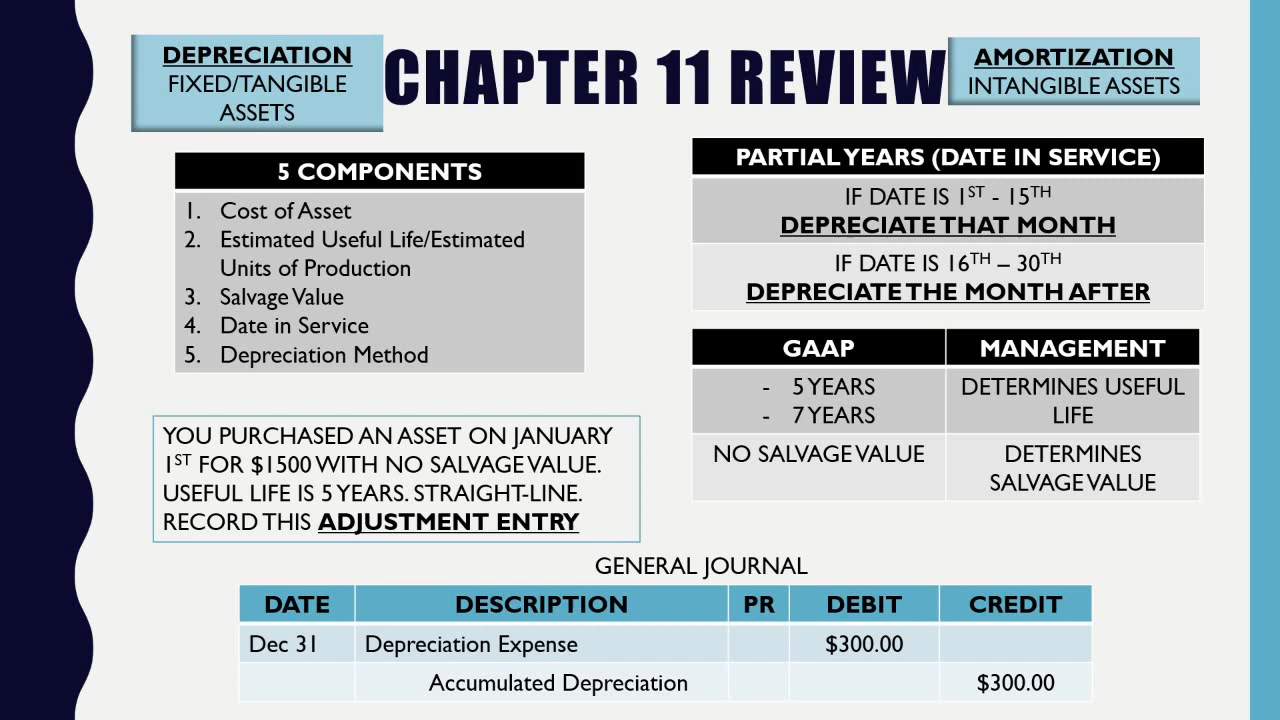 DEPRECIATION
FIXED/TANGIBLE
ASSETS
CHAPTER 11 REVIEW
AMORTIZATION
INTANGIBLE ASSETS
5 COMPONENTS
1. Cost of Asset
2. Estimated Useful Life/Estimated
Units of Production
3. Salvage Value
4. Date in Service
5. Depreciation Method
PARTIAL YEARS (DATE IN SERVICE)
IF DATE IS 1ST - 15TH
DEPRECIATE THAT MONTH
IF DATE IS 16TH – 30TH
DEPRECIATE THE MONTH AFTER
GAAP MANAGEMENT
- 5 YEARS
- 7 YEARS
DETERMINES USEFUL
LIFE
NO SALVAGE VALUE
DETERMINES
SALVAGE VALUE
YOU PURCHASED AN ASSET ON JANUARY
1ST FOR $1500 WITH NO SALVAGE VALUE.
USEFUL LIFE IS 5 YEARS. STRAIGHT-LINE.
RECORD THIS ADJUSTMENT ENTRY
GENERAL JOURNAL
DATE DESCRIPTION PR DEBIT CREDIT
Dec 31 Depreciation Expense $300.00
Accumulated Depreciation $300.00